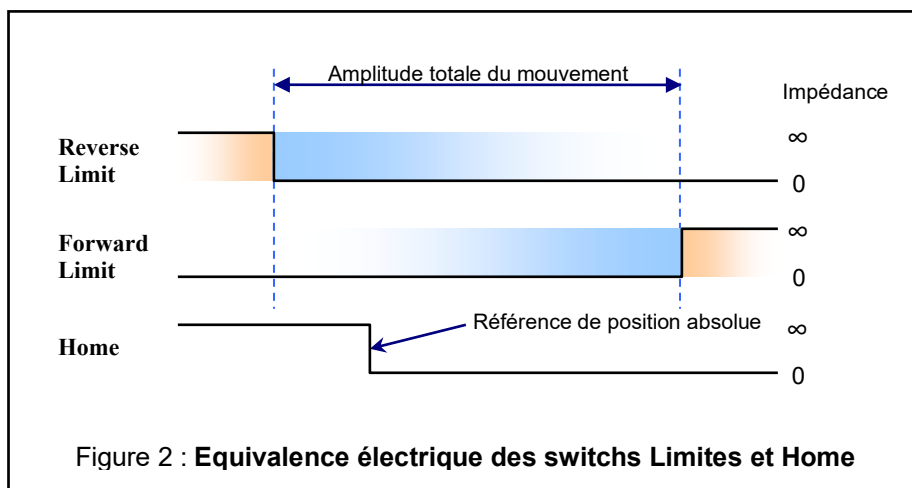 Amplitude totale du mouvement
Impédance
Reverse
Limit
∞
0
Forward
Limit
∞
0
Home
Référence de position absolue
∞
0
Figure 2 : Equivalence électrique des switchs Limites et Home